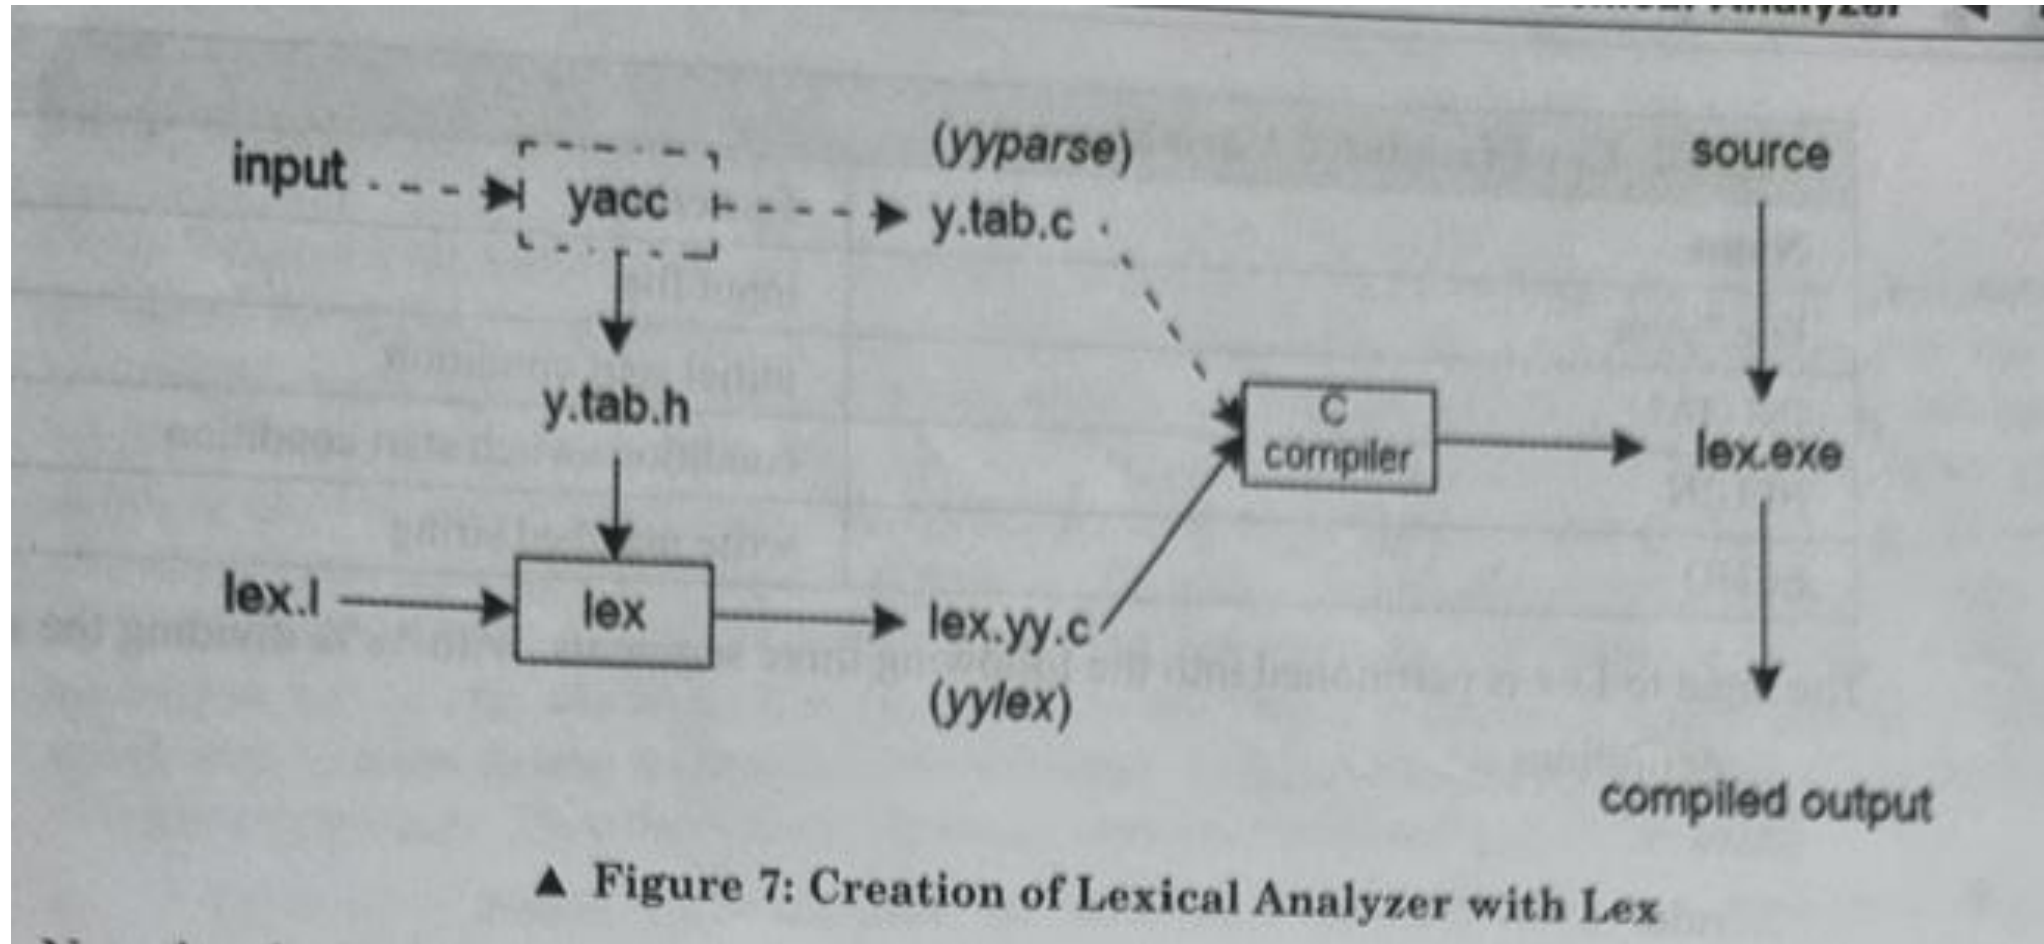 Analyzer
input
yacc
(yyparse)
y.tab.c
source
y.tab.h
C
compiler
lex.exe
lex.l
lex
lex.yy.c
(yylex)
compiled output
▲ Figure 7: Creation of Lexical Analyzer with Lex